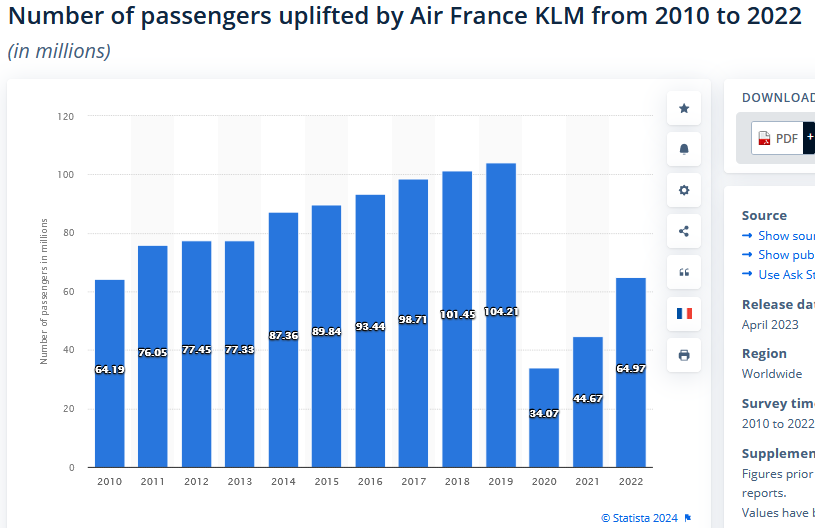 Number of passengers uplifted by Air France KLM from 2010 to 2022
(in millions)
Number of passengers in millions
120
100
80
60
40
20
0
64.19
76.05
77.45
77.33
87.36
89.84
93.44
98.71
101.45
104.21
34.07
44.67
64.97
2010 2011 2012 2013 2014 2015 2016 2017 2018 2019 2020 2021 2022
© Statista 2024
DOWNLOAD
PDF +
Source
→ Show sour
→ Show pub
→ Use Ask St
Release dat
April 2023
Region
Worldwide
Survey time
2010 to 2022
Supplemen
Figures prior
reports.
Values have b